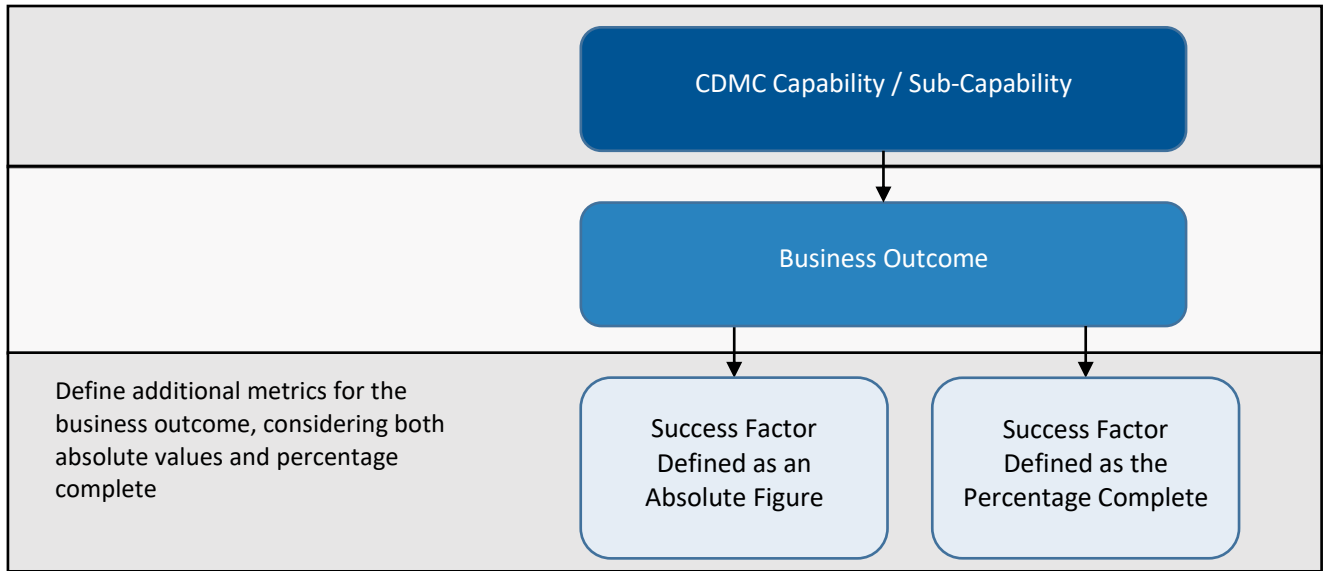 CDMC Capability / Sub-Capability
Business Outcome
Define additional metrics for the
business outcome, considering both
absolute values and percentage
complete
Success Factor
Defined as an
Absolute Figure
Success Factor
Defined as the
Percentage Complete